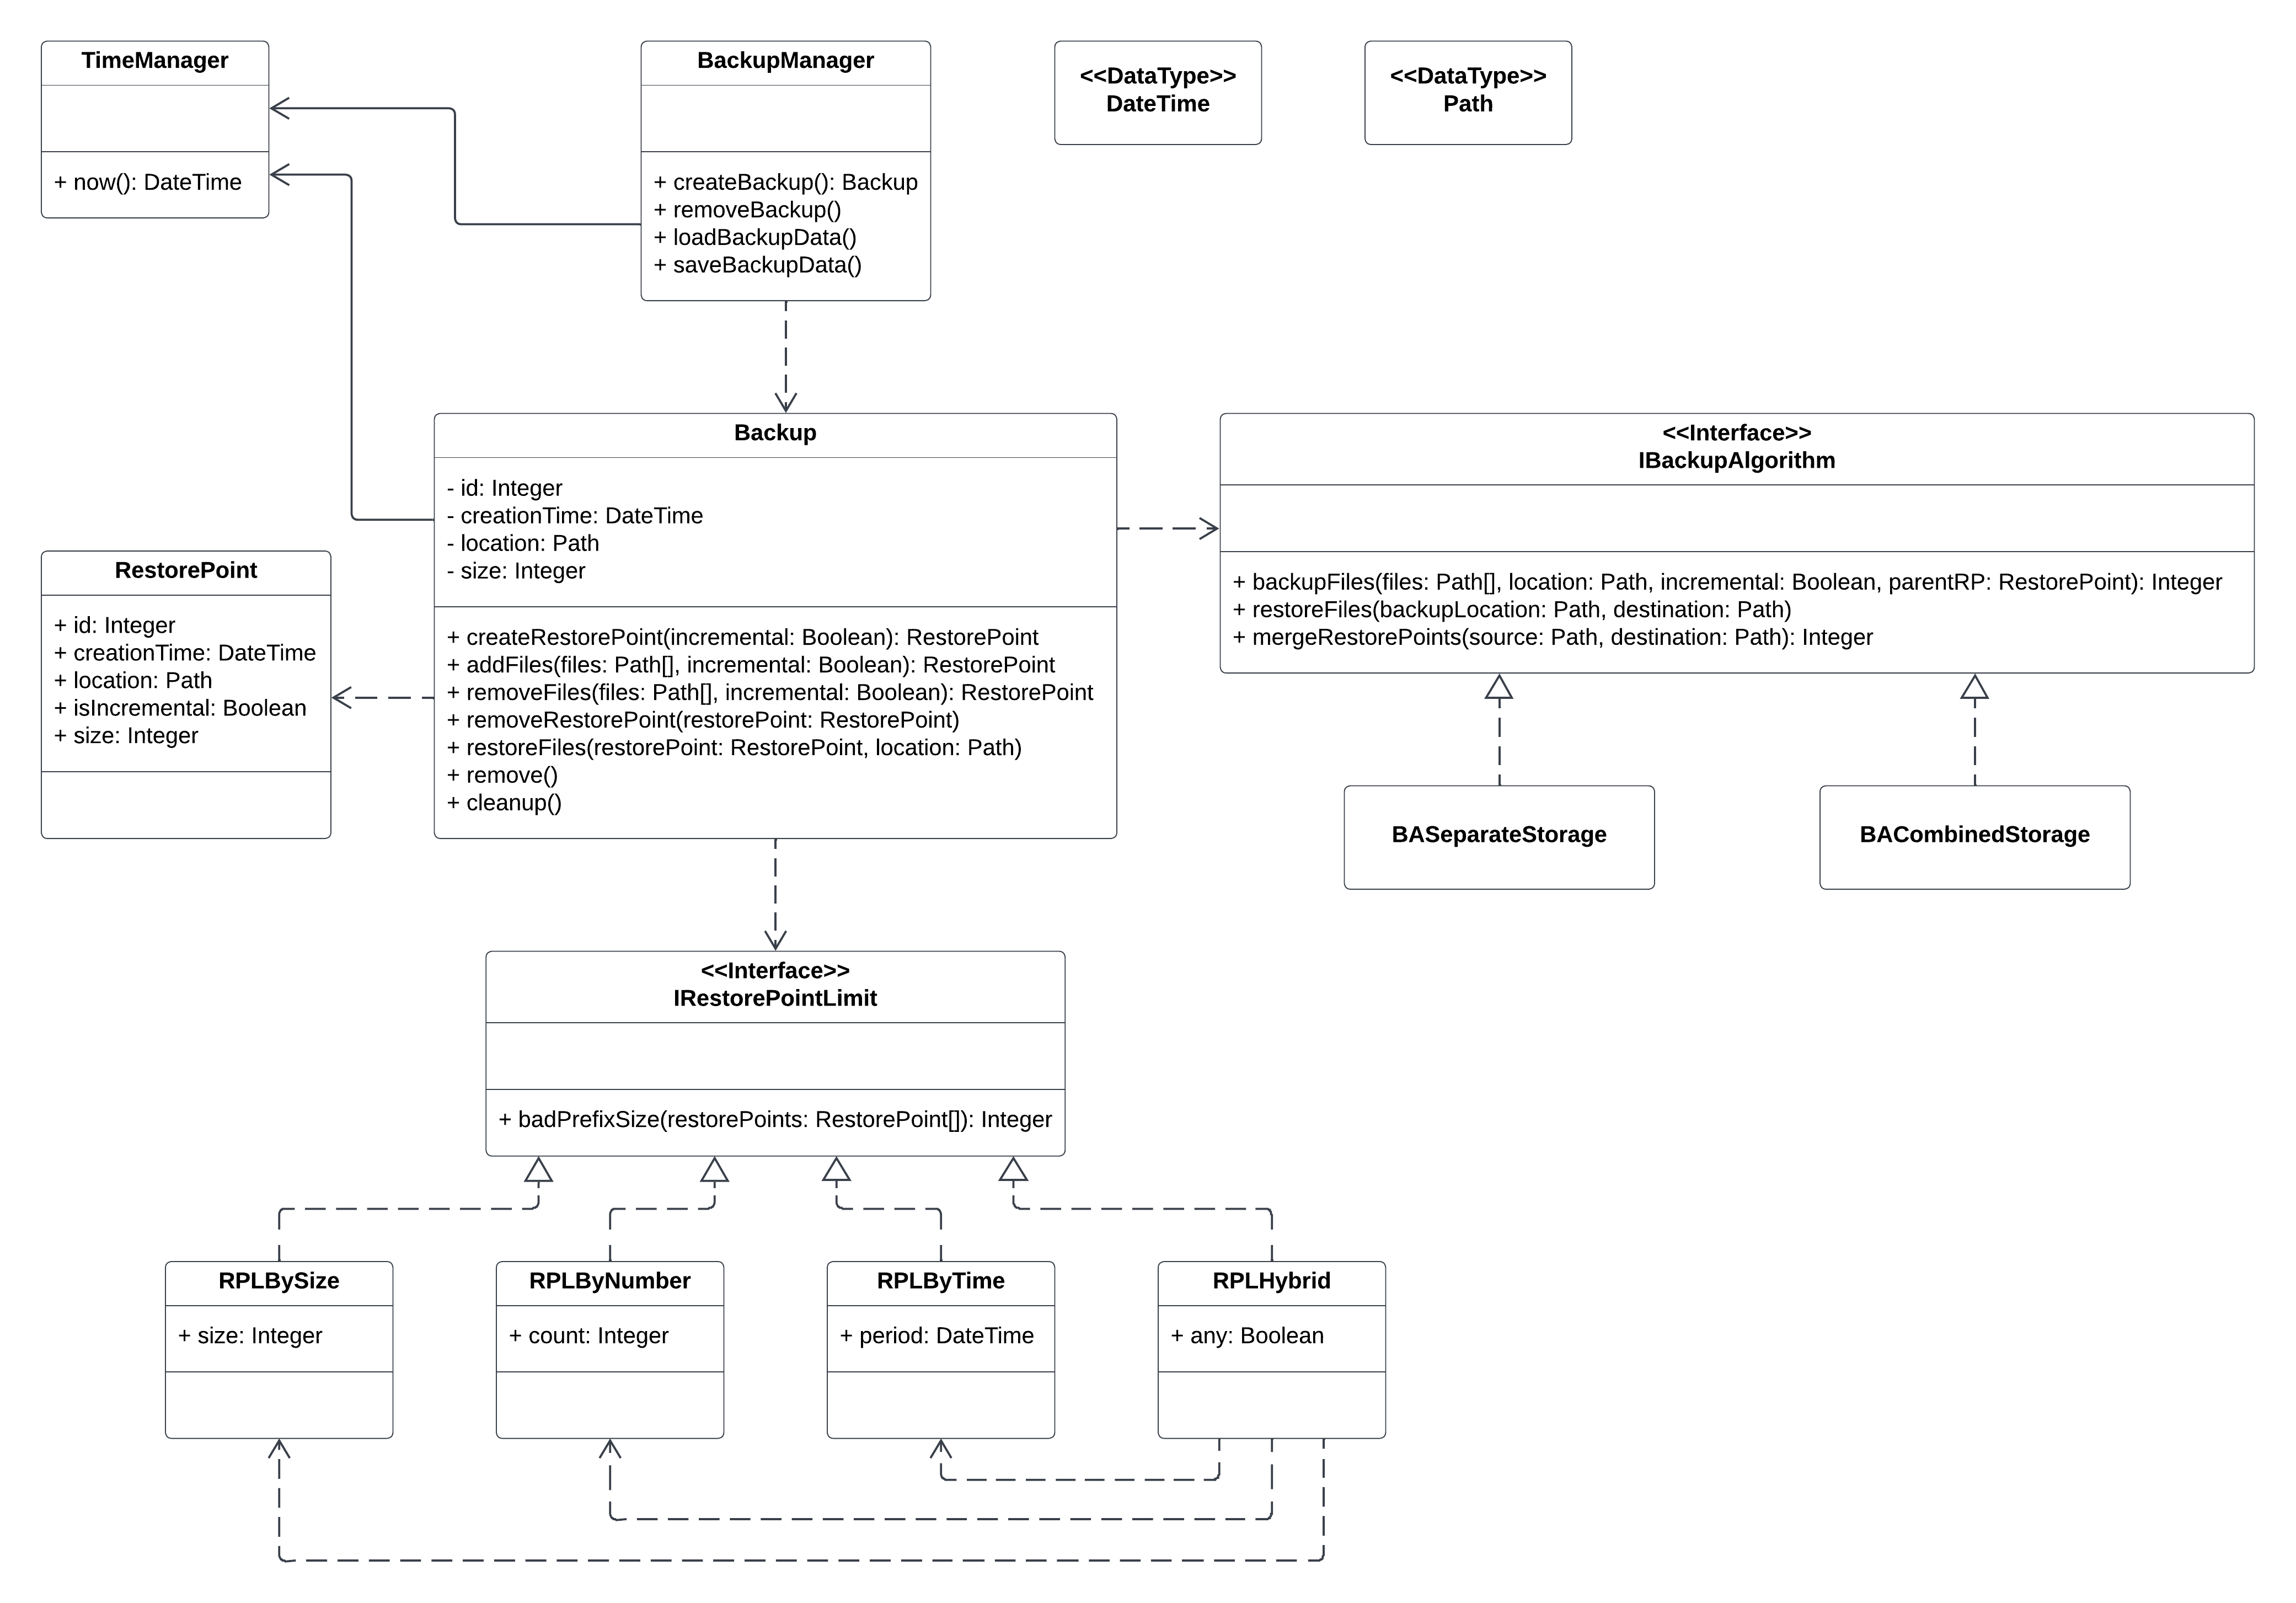 TimeManager
+ now(): DateTime
BackupManager
+ createBackup(): Backup
+ removeBackup()
+ loadBackupData()
+ saveBackupData()
<<DataType>>
DateTime
<<DataType>>
Path
Backup
- id: Integer
- creationTime: DateTime
- location: Path
- size: Integer
+ createRestorePoint(incremental: Boolean): RestorePoint
+ addFiles(files: Path[], incremental: Boolean): RestorePoint
+ removeFiles(files: Path[], incremental: Boolean): RestorePoint
+ removeRestorePoint(restorePoint: RestorePoint)
+ restoreFiles(restorePoint: RestorePoint, location: Path)
+ remove()
+ cleanup()
<<Interface>>
IBackupAlgorithm
+ backupFiles(files: Path[], location: Path, incremental: Boolean, parentRP: RestorePoint): Integer
+ restoreFiles(backupLocation: Path, destination: Path)
+ mergeRestorePoints(source: Path, destination: Path): Integer
RestorePoint
+ id: Integer
+ creationTime: DateTime
+ location: Path
+ isIncremental: Boolean
+ size: Integer
BASeparateStorage
BACombinedStorage
<<Interface>>
IRestorePointLimit
+ badPrefixSize(restorePoints: RestorePoint[]): Integer
RPLBySize
+ size: Integer
RPLByNumber
+ count: Integer
RPLByTime
+ period: DateTime
RPLHybrid
+ any: Boolean